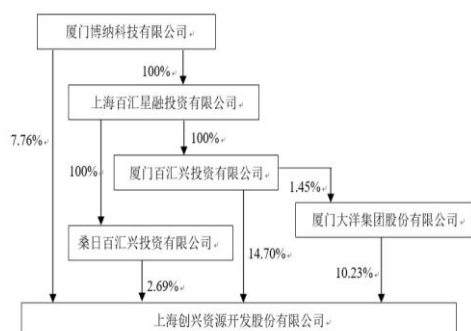 厦门博纳科技有限公司
100%
上海百汇星融投资有限公司
7.76%
100%
100%
厦门百汇兴投资有限公司
1.45%
厦门大洋集团股份有限公司
桑日百汇兴投资有限公司
14.70%
10.23%
2.69%
上海创兴资源开发股份有限公司